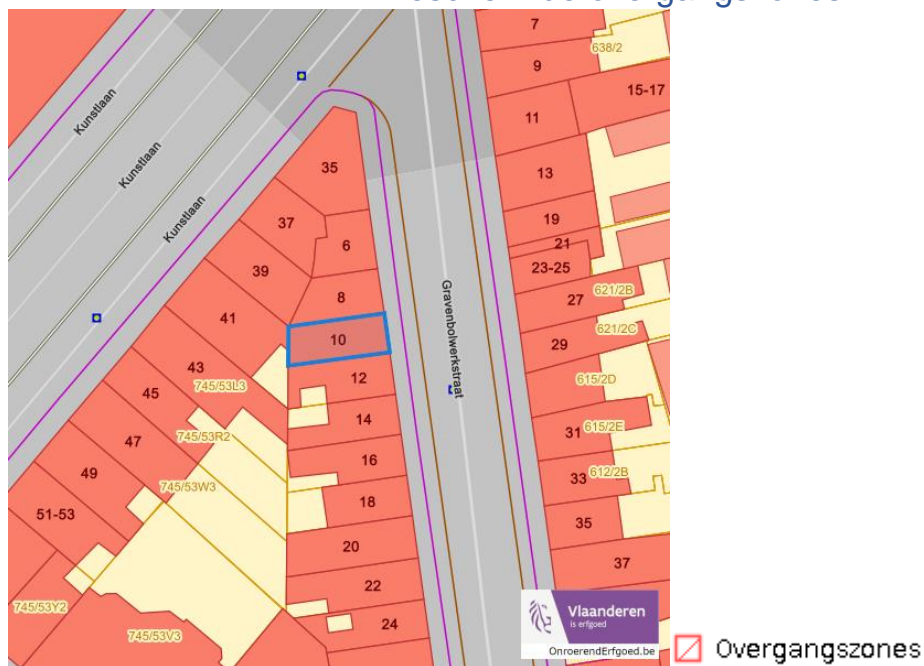 7
638/2
9
15-17
11
Kunstlaan
Kunstlaan
Kunstlaan
35
13
37
19
6
21
39
23-25
8
27
621/2B
41
Gravenbolwerkstraat
10
621/2C
29
43
12
745/53L3
615/2D
45
14
31
615/2E
47
745/53R2
16
33
612/2B
49
745/53W3
18
51-53
35
20
37
22
745/53Y2
24
745/53V3
Vlaanderen
is erfgoed
OnroerendErfgoed.be
Overgangszones